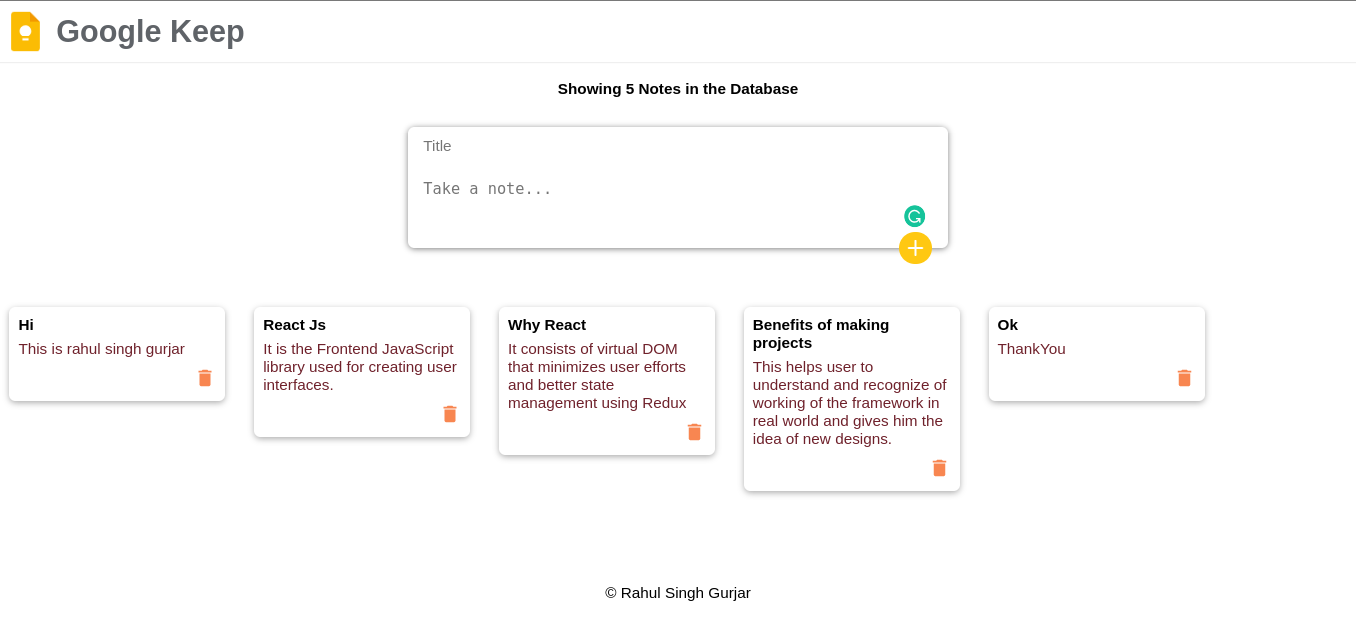 Google Keep
Showing 5 Notes in the Database
Title
Take a note...
Hi
This is rahul singh gurjar
React Js
It is the Frontend JavaScript
library used for creating user
interfaces.
Why React
It consists of virtual DOM
that minimizes user efforts
and better state
management using Redux
Benefits of making
projects
This helps user to
understand and recognize of
working of the framework in
real world and gives him the
idea of new designs.
Ok
ThankYou
© Rahul Singh Gurjar